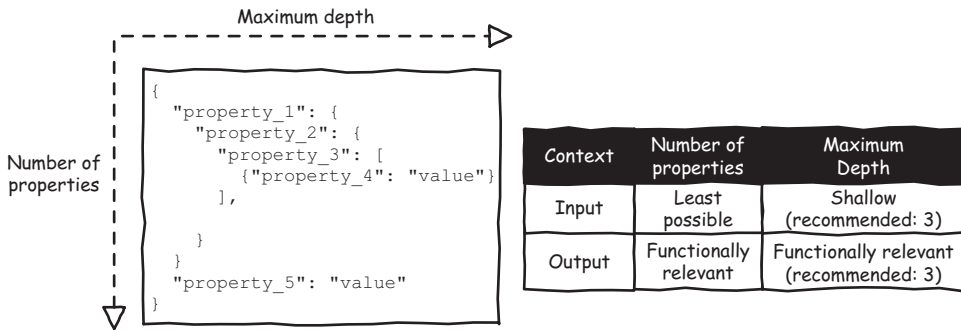 Maximum depth
Number of
properties
{
  "property_1": {
    "property_2": {
      "property_3": [
        {"property_4": "value"}
      ],
    }
  }
  "property_5": "value"
}
Context Number of properties Maximum Depth
Input Least possible Shallow (recommended: 3)
Output Functionally relevant Functionally relevant (recommended: 3)